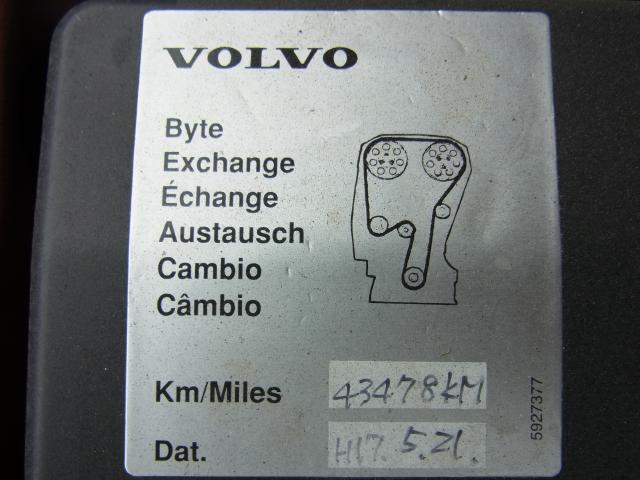 VOLVO
Byte
Exchange
Échange
Austausch
Cambio
Câmbio
Km/Miles 43478KM
Dat. H17. 5.21.
5927377